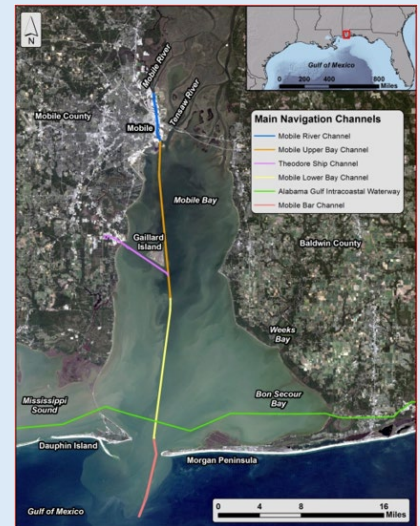 N
Mobile River
Tensaw River
Mobile County
Mobile
Mobile Bay
Gaillard
Island
Baldwin County
Weeks
Bay
Mississippi
Sound
Bon Secour
Bay
Dauphin Island
Morgan Peninsula
Gulf of Mexico
Gulf of Mexico
0 200 400 800
Miles
Main Navigation Channels
Mobile River Channel
Mobile Upper Bay Channel
Theodore Ship Channel
Mobile Lower Bay Channel
Alabama Gulf Intracoastal Waterway
Mobile Bar Channel
0 4 8 16
Miles